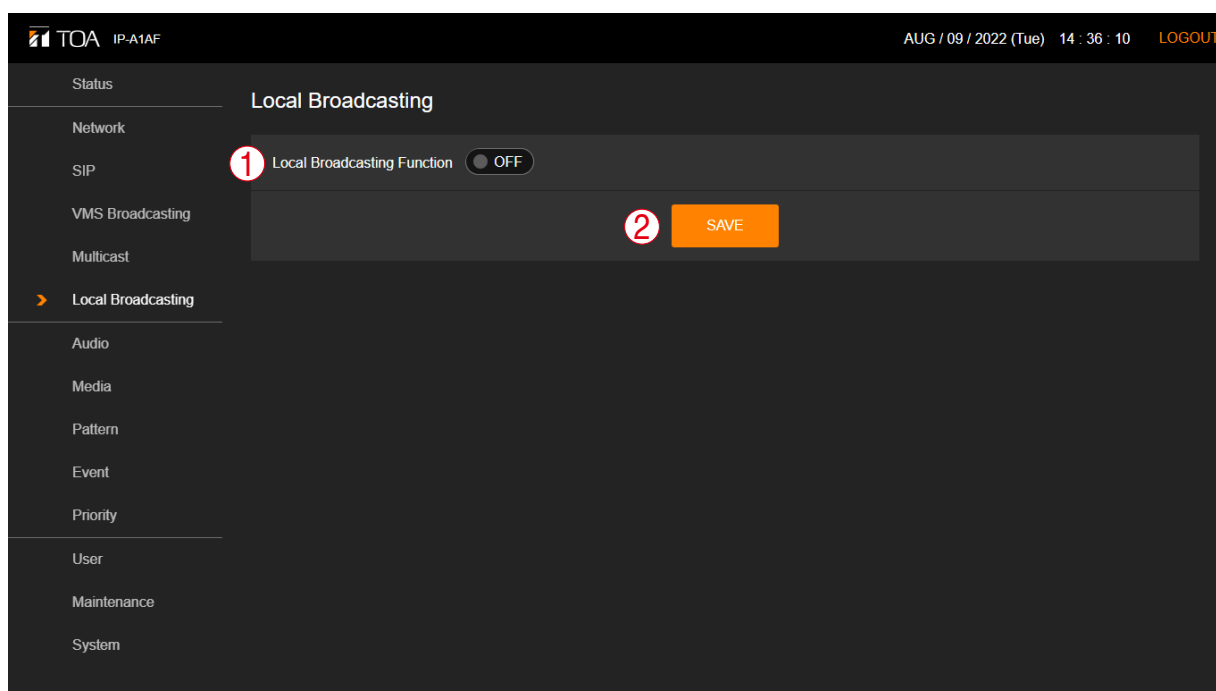 TOA IP-A1AF AUG / 09 / 2022 (Tue) 14 : 36 : 10 LOGOUT
Status
Network
SIP
VMS Broadcasting
Multicast
Local Broadcasting
Audio
Media
Pattern
Event
Priority
User
Maintenance
System
Local Broadcasting
1 Local Broadcasting Function OFF
2 SAVE